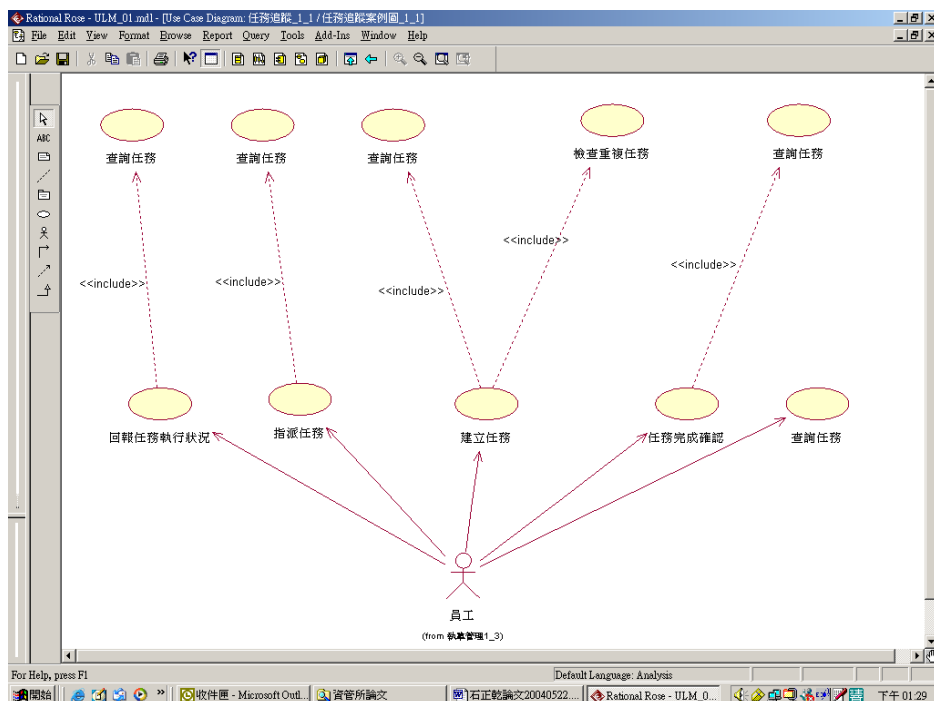 Rational Rose - ULM_01.mdl - [Use Case Diagram: 任務追蹤_1_1 / 任務追蹤案例圖_1_1]
File Edit View Format Browse Report Query Tools Add-Ins Window Help
ABC
查詢任務 查詢任務 查詢任務 檢查重複任務 查詢任務
<<include>>
<<include>>
<<include>>
<<include>>
<<include>>
回報任務執行狀況 指派任務 建立任務 任務完成確認 查詢任務
員工
(from 執單管理1_3)
For Help, press F1 Default Language: Analysis
開始 » 收件匣 - Microsoft Outl... 資管所論文 石正乾論文20040522.... Rational Rose - ULM_0... 下午 01:29